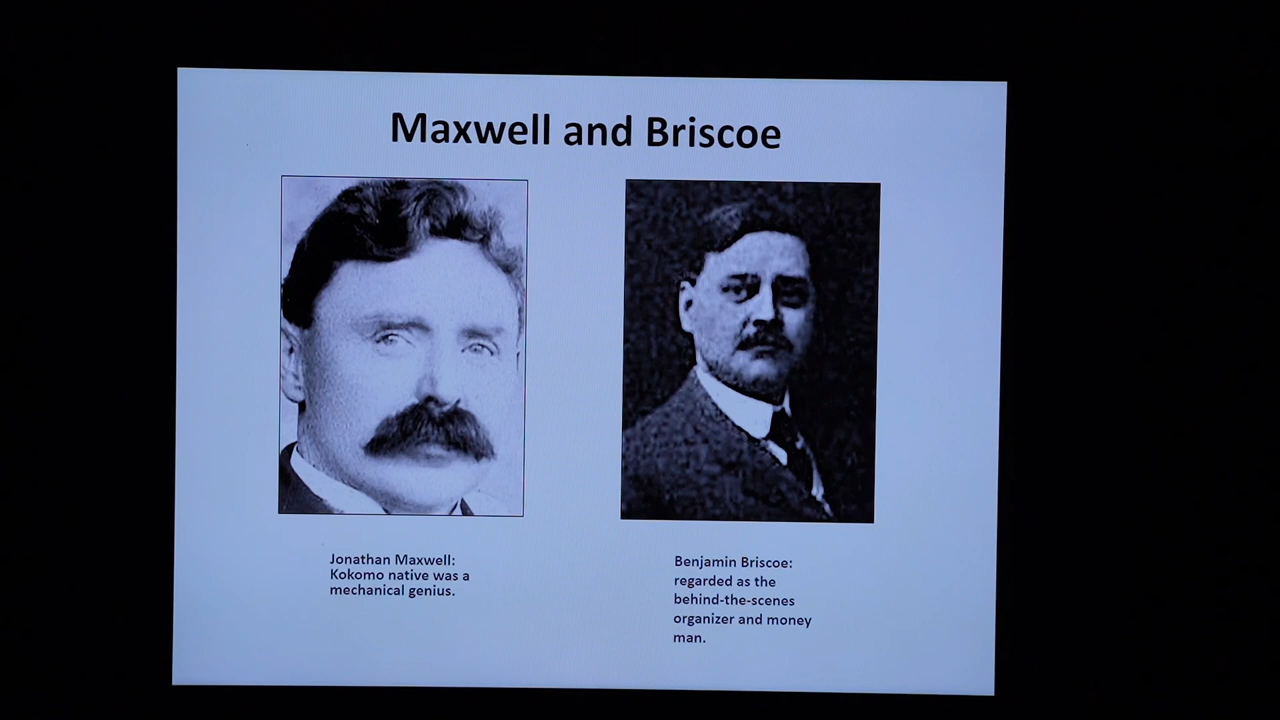 Maxwell and Briscoe
Jonathan Maxwell:
Kokomo native was a
mechanical genius.
Benjamin Briscoe:
regarded as the
behind-the-scenes
organizer and money
man.